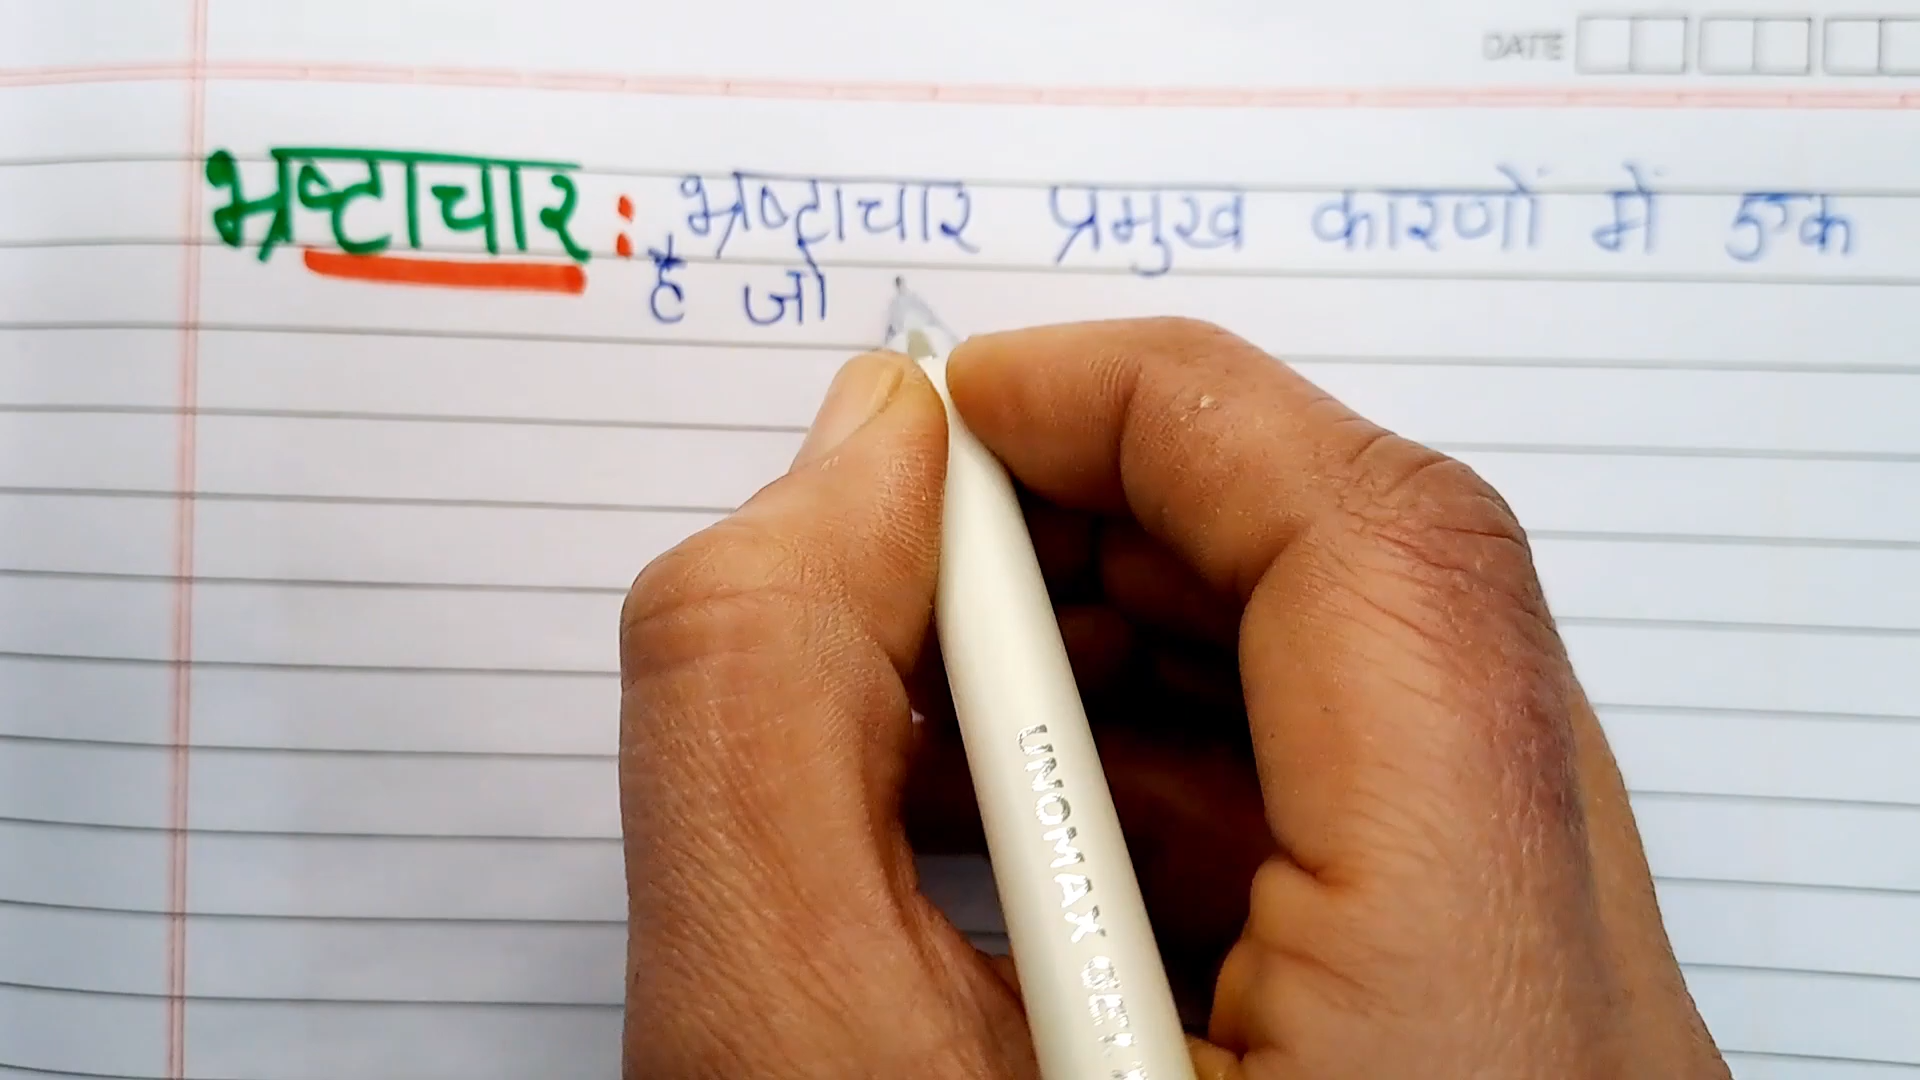 DATE
भ्रष्टाचार : भ्रष्टाचार प्रमुख कारणों में एक
है जो
UNOMAX